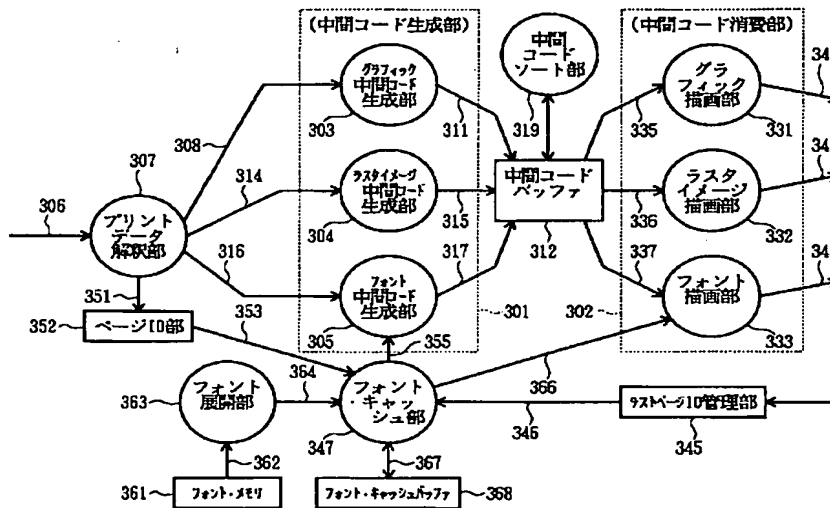 (中間コード生成部)
(中間コード消費部)
グラフィック
中間コード
生成部
303
311
中間
コード
ソート部
319
335
グラ
フィック
描画部
331
34
308
307
314
ラスタイメージ
中間コード
生成部
304
315
中間コード
バッファ
312
336
ラスタ
イメージ
描画部
332
34
306
プリント
データ
解釈部
316
317
337
フォント
中間コード
生成部
305
301
302
フォント
描画部
333
34
351
353
352
ページID部
355
366
363
フォント
展開部
364
フォント
・キャッ
シュ部
347
346
ラストページID管理部
345
362
367
361
フォント・メモリ
フォント・キャッシュバッファ
368